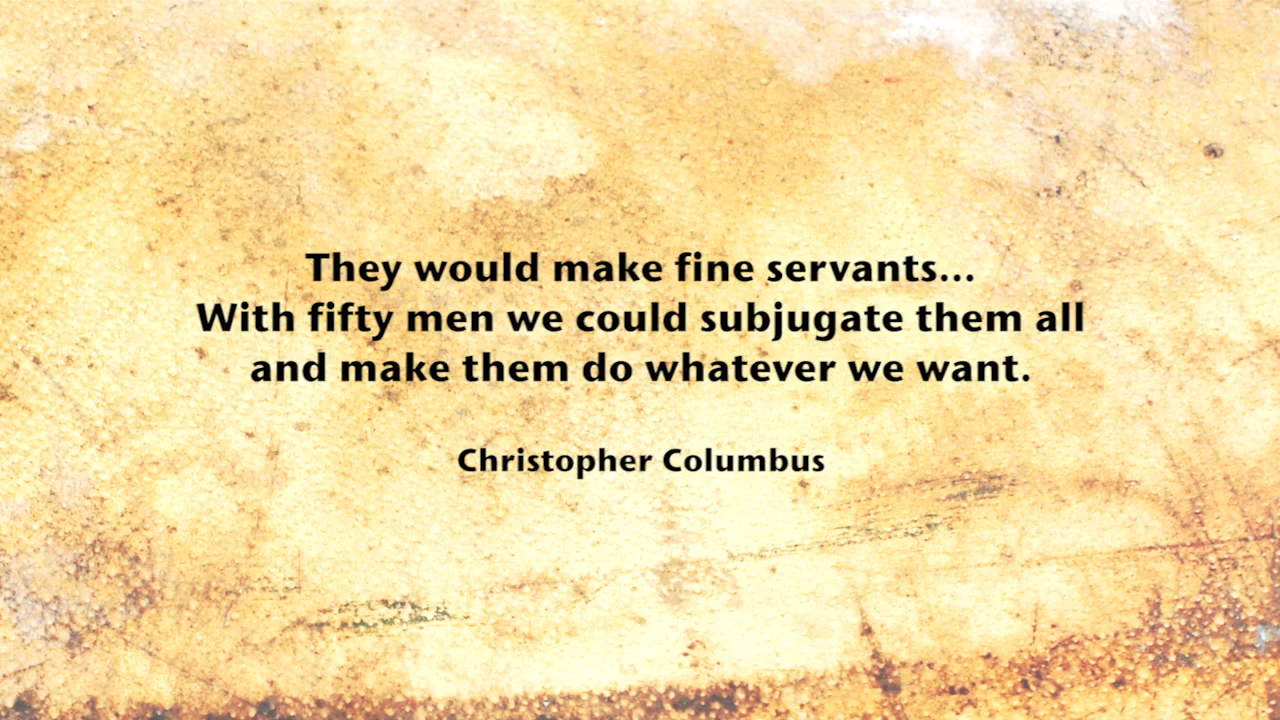 They would make fine servants...
With fifty men we could subjugate them all
and make them do whatever we want.
Christopher Columbus